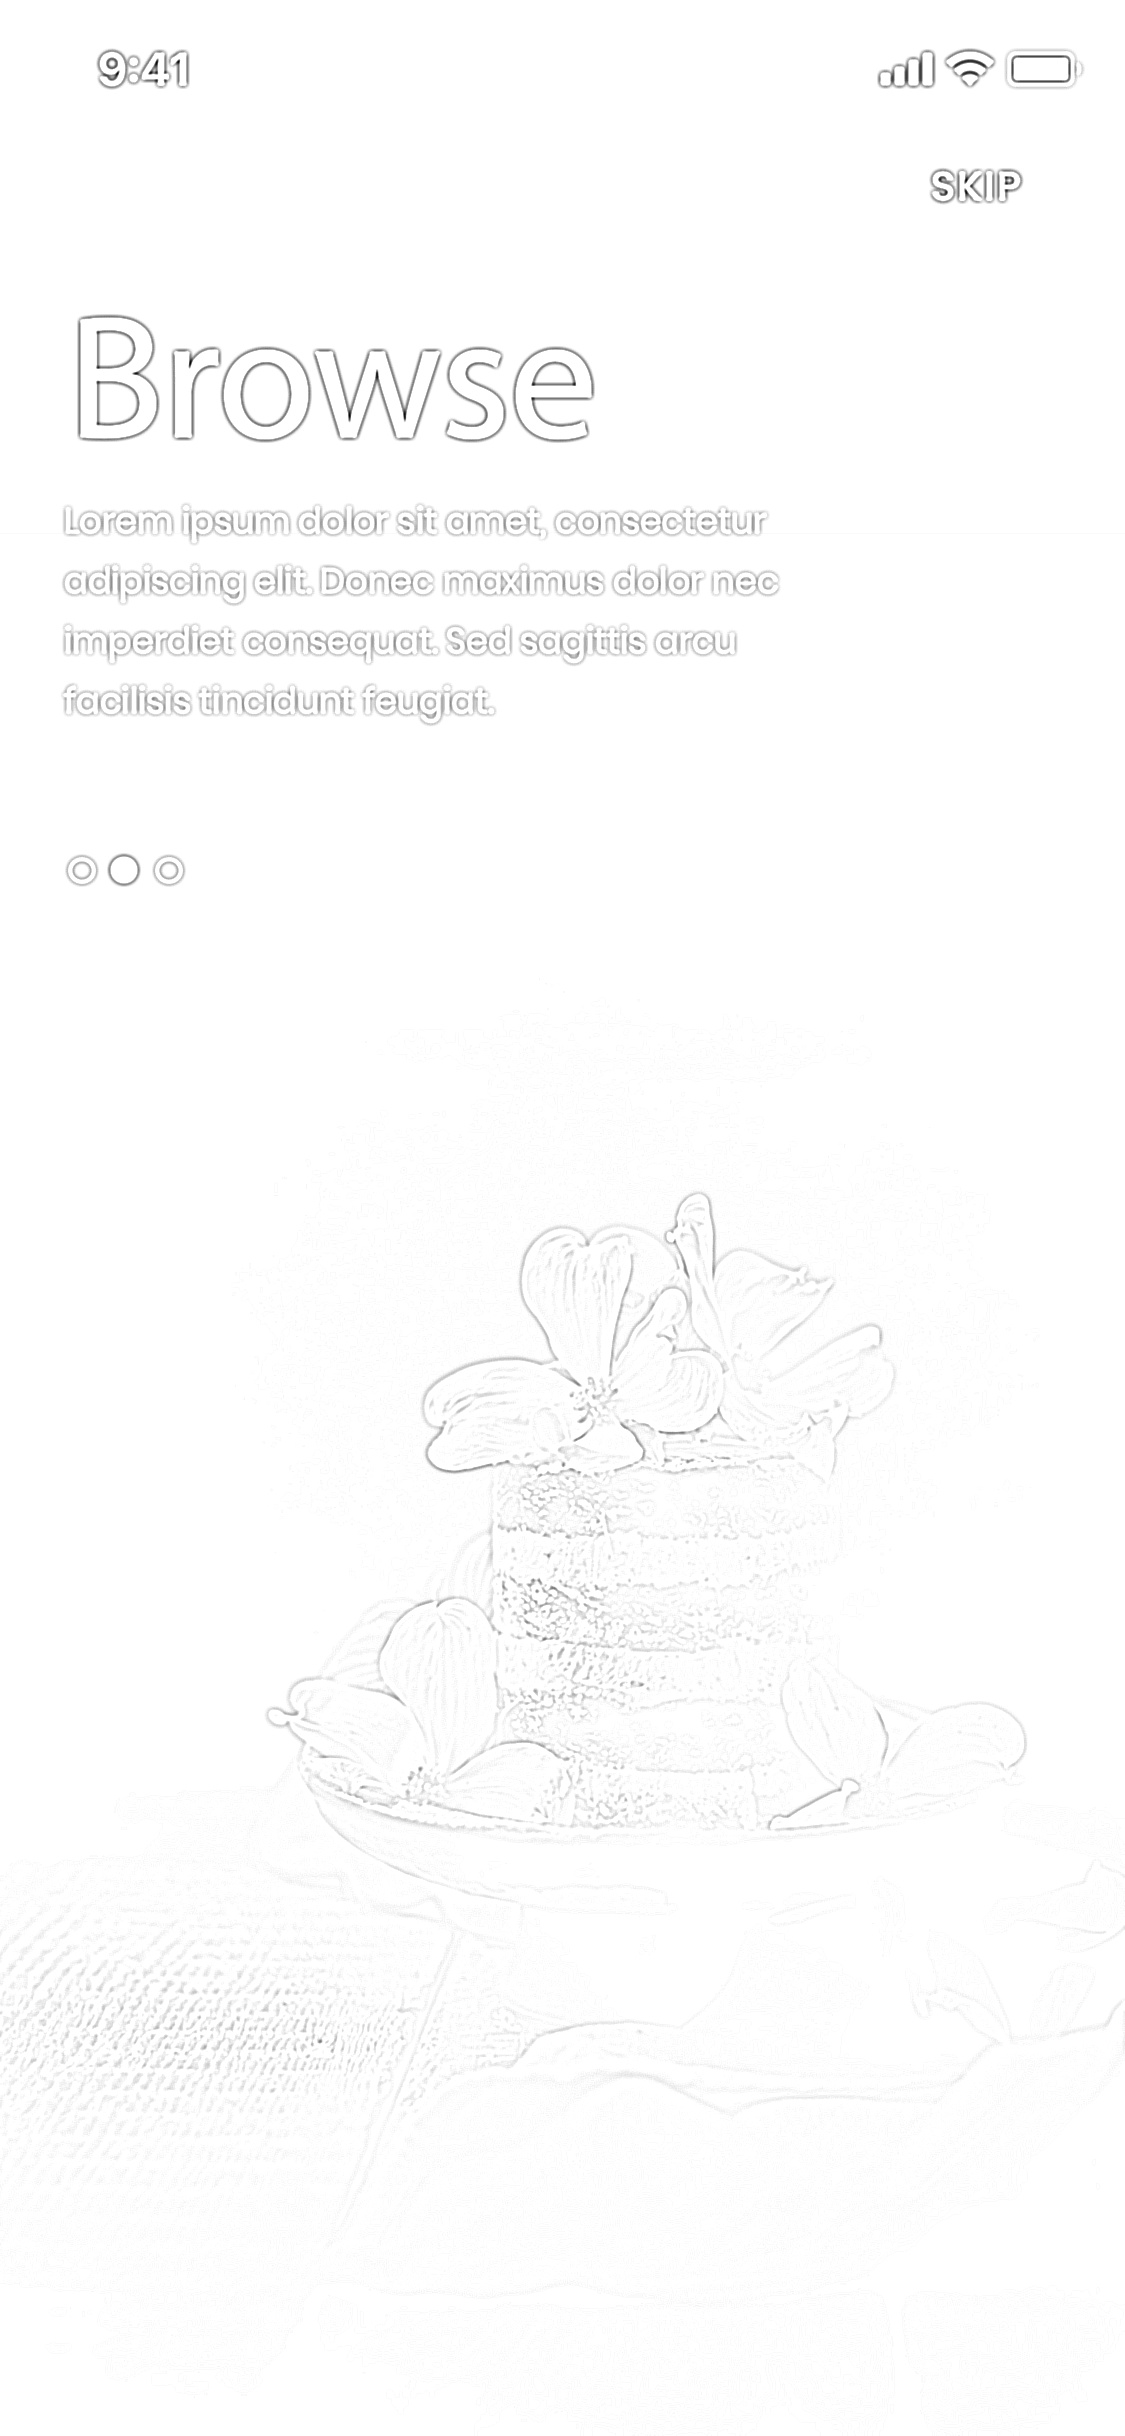 9:41
SKIP
Browse
Lorem ipsum dolor sit amet, consectetur
adipiscing elit. Donec maximus dolor nec
imperdiet consequat. Sed sagittis arcu
facilisis tincidunt feugiat.